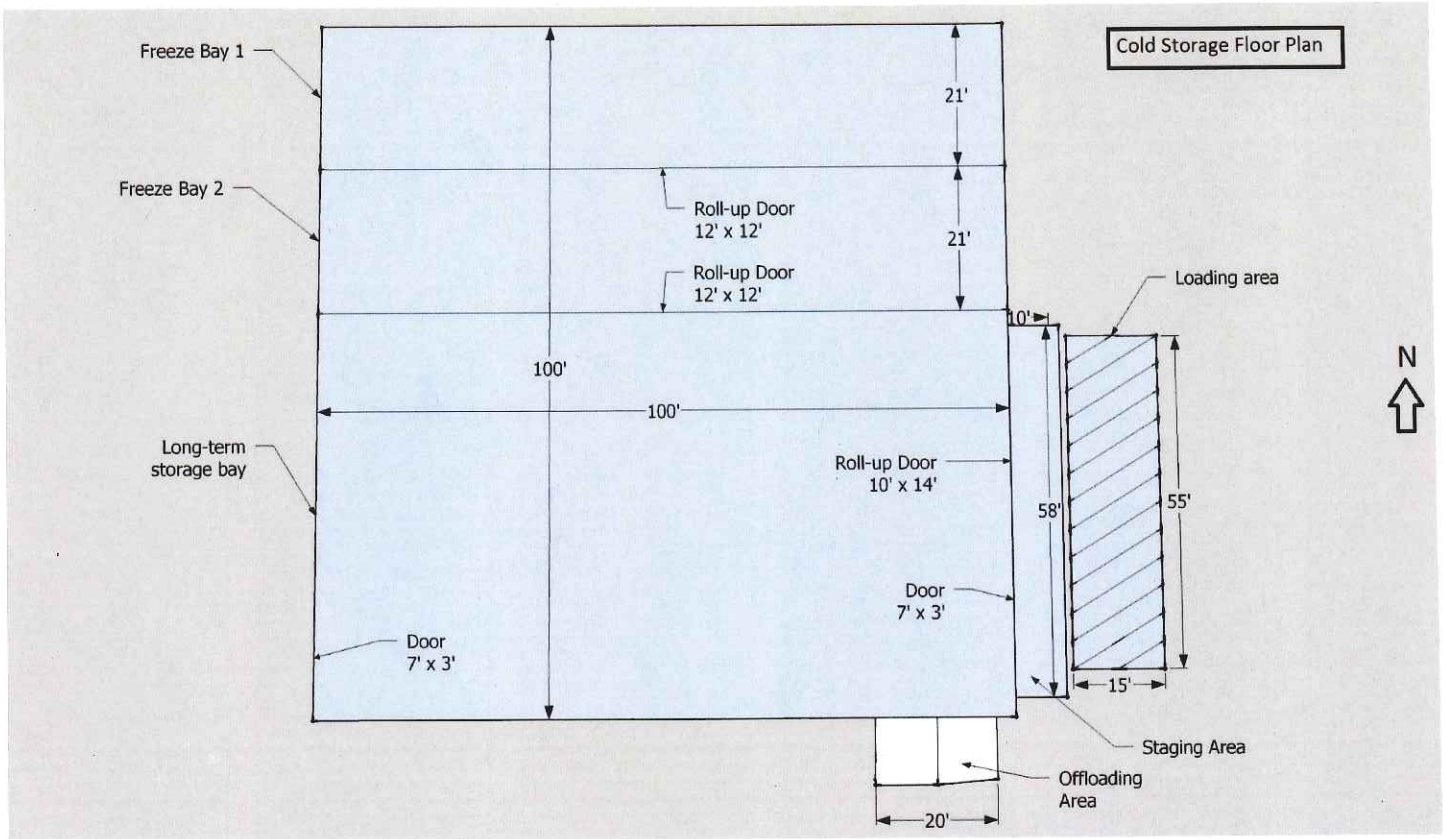 Cold Storage Floor Plan
Freeze Bay 1
21'
Freeze Bay 2
Roll-up Door
12' x 12'
21'
Roll-up Door
12' x 12'
Loading area
10'
N
100'
100'
Long-term
storage bay
Roll-up Door
10' x 14'
58'
55'
Door
7' x 3'
Door
7' x 3'
15'
Staging Area
Offloading
Area
20'